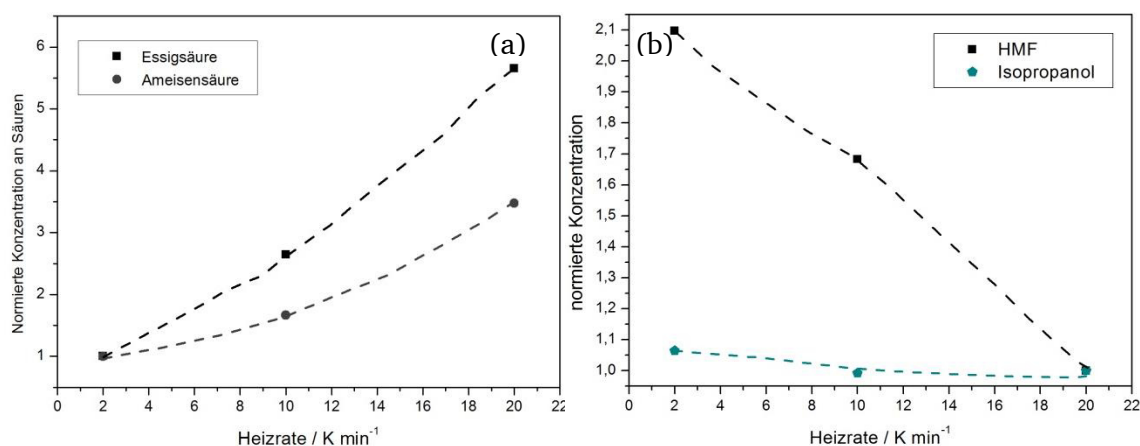 (a)
Essigsäure
Ameisensäure
Normierte Konzentration an Säuren
6
5
4
3
2
1
0 2 4 6 8 10 12 14 16 18 20 22
Heizrate / K min⁻¹
(b)
HMF
Isopropanol
normierte Konzentration
2,1
2,0
1,9
1,8
1,7
1,6
1,5
1,4
1,3
1,2
1,1
1,0
0 2 4 6 8 10 12 14 16 18 20 22
Heizrate / K min⁻¹